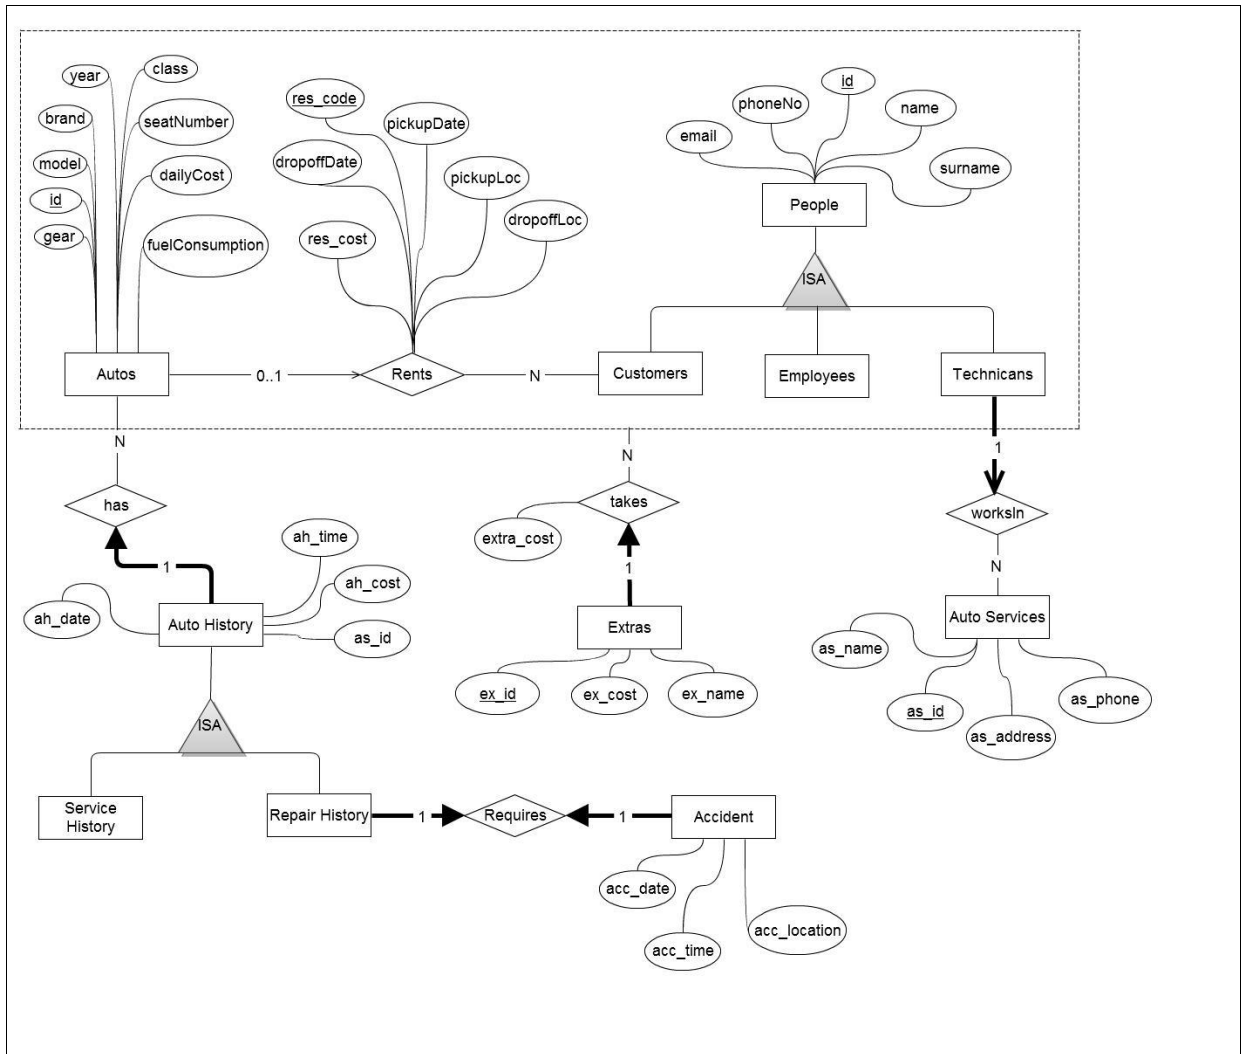 year
class
brand
seatNumber
model
dailyCost
id
gear
fuelConsumption
res_code
pickupDate
dropoffDate
pickupLoc
res_cost
dropoffLoc
id
phoneNo
name
email
surname
People
ISA
Autos
0..1
Rents
N
Customers
Employees
Technicans
N
N
1
has
takes
worksIn
extra_cost
ah_time
1
1
N
ah_cost
ah_date
Auto History
as_id
Extras
Auto Services
as_name
ex_id
ex_cost
ex_name
as_id
as_phone
as_address
ISA
Service
History
Repair History
1
Requires
1
Accident
acc_date
acc_time
acc_location